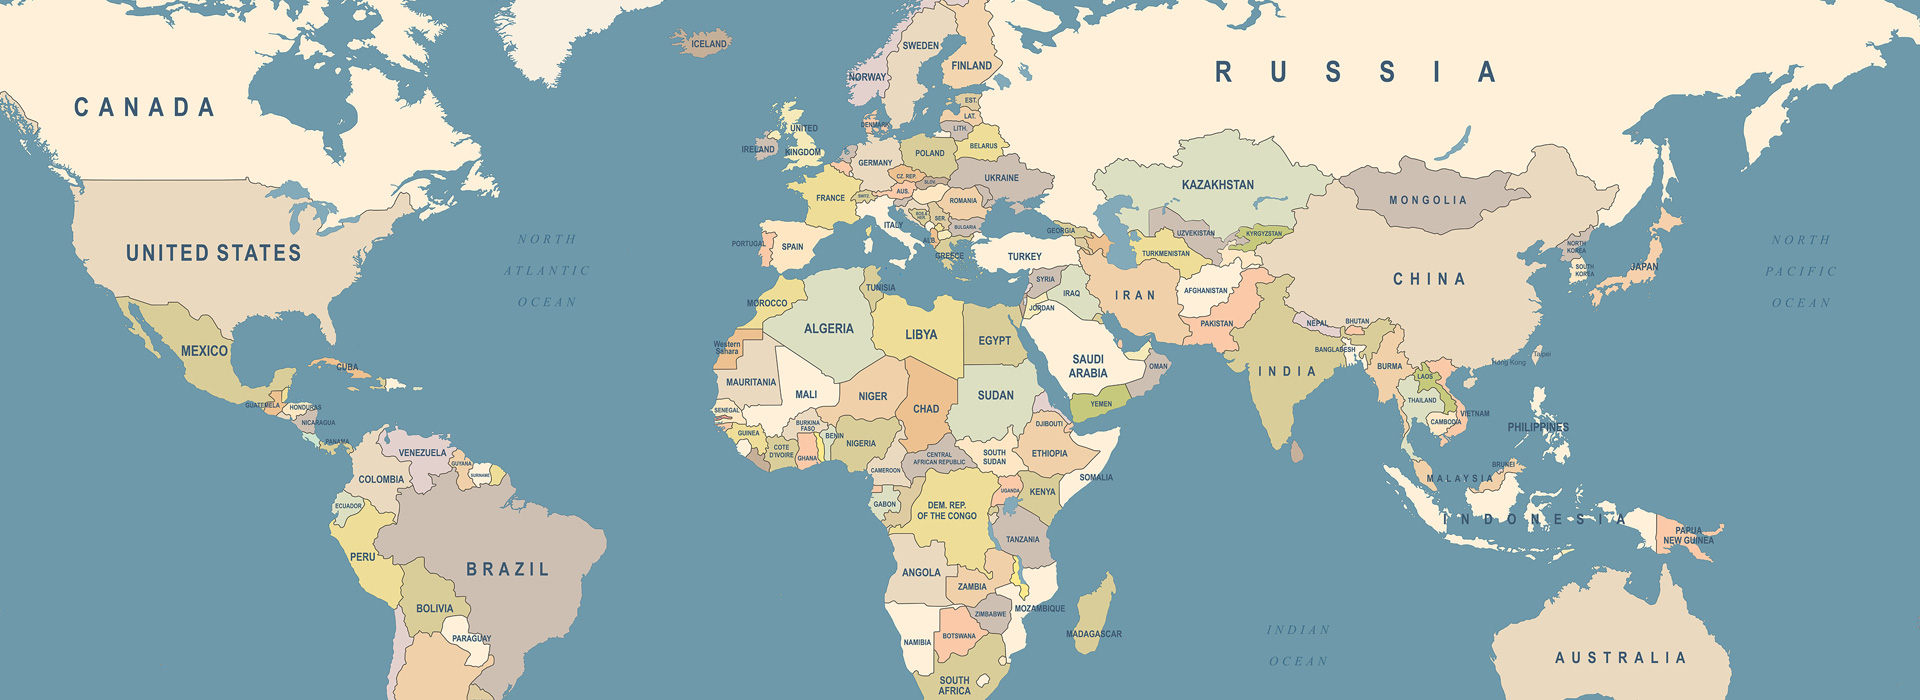 ICELAND
SWEDEN
FINLAND
NORWAY
RUSSIA
CANADA
EST.
LAT.
LITH.
DENMARK
UNITED
KINGDOM
IRELAND
BELARUS
POLAND
GERMANY
CZ. REP.
SLOV.
UKRAINE
AUS.
SWITZ.
FRANCE
ROMANIA
BOS.&
HER.
SER.
BULGARIA
ITALY
ALB.
GREECE
PORTUGAL
SPAIN
TURKEY
GEORGIA
KAZAKHSTAN
MONGOLIA
UZVEKISTAN
KYRGYZSTAN
TURKMENISTAN
UNITED STATES
NORTH
ATLANTIC
OCEAN
NORTH
KOREA
SOUTH
KOREA
JAPAN
CHINA
NORTH
PACIFIC
OCEAN
SYRIA
IRAQ
IRAN
JORDAN
AFGHANISTAN
PAKISTAN
NEPAL
BHUTAN
BANGLADESH
INDIA
BURMA
Hong Kong
Taipei
LAOS
THAILAND
VIETNAM
CAMBODIA
PHILIPPINES
MOROCCO
TUNISIA
ALGERIA
LIBYA
EGYPT
Western
Sahara
SAUDI
ARABIA
OMAN
YEMEN
MEXICO
CUBA
GUATEMELA
HONDURAS
NICARAGUA
PANAMA
MAURITANIA
MALI
NIGER
CHAD
SUDAN
SENEGAL
GUINEA
BURKINA
FASO
COTE
D'IVOIRE
GHANA
BENIN
NIGERIA
CAMEROON
CENTRAL
AFRICAN REPUBLIC
SOUTH
SUDAN
DJIBOUTI
ETHIOPIA
SOMALIA
VENEZUELA
GUYANA
SURINAME
COLOMBIA
ECUADOR
PERU
BRAZIL
BOLIVIA
PARAGUAY
GABON
DEM. REP.
OF THE CONGO
UGANDA
KENYA
TANZANIA
ANGOLA
ZAMBIA
ZIMBABWE
MOZAMBIQUE
NAMIBIA
BOTSWANA
MADAGASCAR
SOUTH
AFRICA
BRUNEI
MALAYSIA
INDONESIA
PAPUA
NEW GUINEA
INDIAN
OCEAN
AUSTRALIA